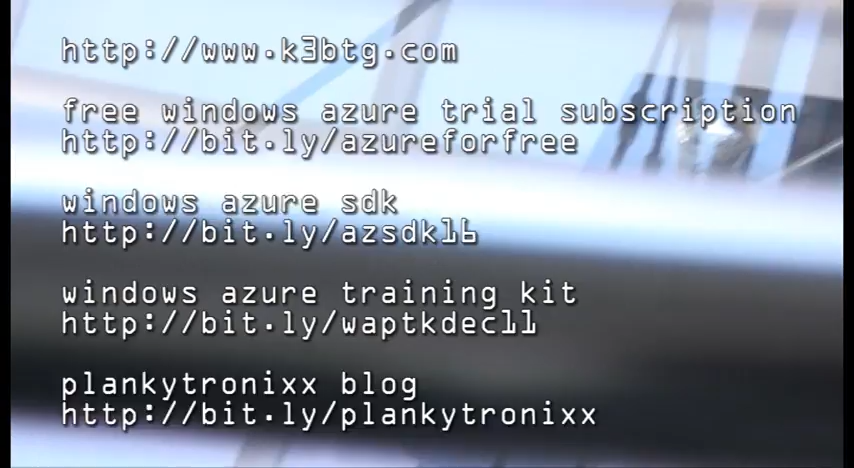 http://www.k3btg.com
free windows azure trial subscription
http://bit.ly/azureforfree
windows azure sdk
http://bit.ly/azsdk16
windows azure training kit
http://bit.ly/waptkdec11
plankytronixx blog
http://bit.ly/plankytronixx